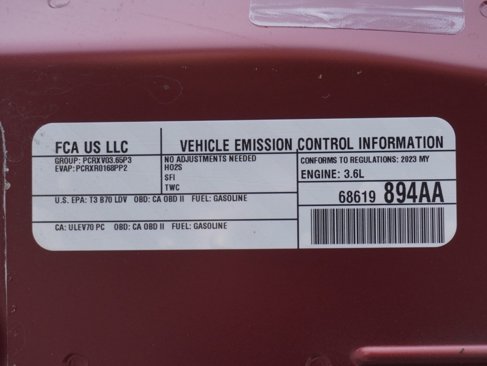 FCA US LLC
VEHICLE EMISSION CONTROL INFORMATION
GROUP: PCRXV03.65P3
EVAP: PCRXR0168PP2
NO ADJUSTMENTS NEEDED
HO2S
SFI
TWC
CONFORMS TO REGULATIONS: 2023 MY
ENGINE: 3.6L
U.S. EPA: T3 B70 LDV OBD: CA OBD II FUEL: GASOLINE
68619 894AA
CA: ULEV70 PC OBD: CA OBD II FUEL: GASOLINE